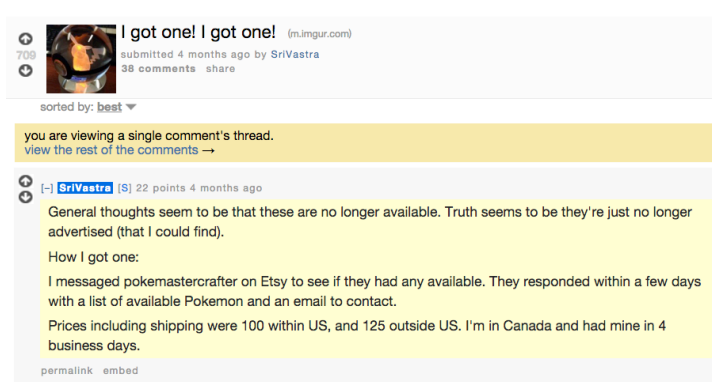 I got one! I got one! (m.imgur.com)
709
submitted 4 months ago by SriVastra
38 comments share
sorted by: best
you are viewing a single comment's thread.
view the rest of the comments →
[–] SriVastra [S] 22 points 4 months ago
General thoughts seem to be that these are no longer available. Truth seems to be they're just no longer
advertised (that I could find).
How I got one:
I messaged pokemastercrafter on Etsy to see if they had any available. They responded within a few days
with a list of available Pokemon and an email to contact.
Prices including shipping were 100 within US, and 125 outside US. I'm in Canada and had mine in 4
business days.
permalink embed